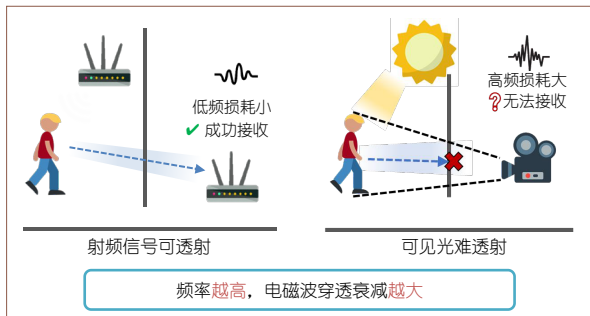 低频损耗小
✔ 成功接收
高频损耗大
?无法接收
射频信号可透射
可见光难透射
频率越高，电磁波穿透衰减越大